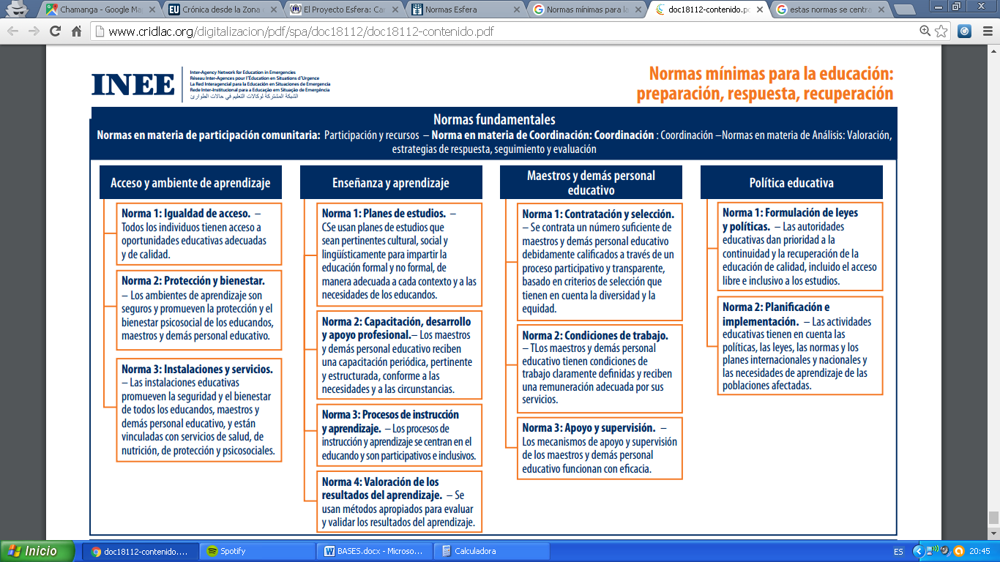 Chamanga - Google Ma
Crónica desde la Zona
El Proyecto Esfera: Car
Normas Esfera
Normas mínimas para la
doc18112-contenido.pd
estas normas se centra
www.cridlac.org/digitalizacion/pdf/spa/doc18112/doc18112-contenido.pdf
INEE
Inter-Agency Network for Education in Emergencies
Réseau Inter-Agences pour l'Éducation en Situations d'Urgence
La Red Interagencial para la Educación en Situaciones de Emergencia
Rede Inter-Institucional para a Educação em Situação de Emergência
الشبكة المشتركة لوكالات التعليم في حالات الطوارئ
Normas mínimas para la educación:
preparación, respuesta, recuperación
Normas fundamentales
Normas en materia de participación comunitaria: Participación y recursos – Norma en materia de Coordinación: Coordinación : Coordinación –Normas en materia de Análisis: Valoración,
estrategias de respuesta, seguimiento y evaluación
Acceso y ambiente de aprendizaje
Norma 1: Igualdad de acceso. –
Todos los individuos tienen acceso a
oportunidades educativas adecuadas
y de calidad.
Norma 2: Protección y bienestar.
– Los ambientes de aprendizaje son
seguros y promueven la protección y el
bienestar psicosocial de los educandos,
maestros y demás personal educativo.
Norma 3: Instalaciones y servicios.
– Las instalaciones educativas
promueven la seguridad y el bienestar
de todos los educandos, maestros y
demás personal educativo, y están
vinculadas con servicios de salud, de
nutrición, de protección y psicosociales.
Enseñanza y aprendizaje
Norma 1: Planes de estudios. –
CSe usan planes de estudios que
sean pertinentes cultural, social y
lingüísticamente para impartir la
educación formal y no formal, de
manera adecuada a cada contexto y a las
necesidades de los educandos.
Norma 2: Capacitación, desarrollo
y apoyo profesional.– Los maestros
y demás personal educativo reciben
una capacitación periódica, pertinente
y estructurada, conforme a las
necesidades y a las circunstancias.
Norma 3: Procesos de instrucción
y aprendizaje. – Los procesos de
instrucción y aprendizaje se centran en el
educando y son participativos e inclusivos.
Norma 4: Valoración de los
resultados del aprendizaje. – Se
usan métodos apropiados para evaluar
y validar los resultados del aprendizaje.
Maestros y demás personal
educativo
Norma 1: Contratación y selección.
– Se contrata un número suficiente de
maestros y demás personal educativo
debidamente calificados a través de un
proceso participativo y transparente,
basado en criterios de selección que
tienen en cuenta la diversidad y la
equidad.
Norma 2: Condiciones de trabajo.
– TLos maestros y demás personal
educativo tienen condiciones de
trabajo claramente definidas y reciben
una remuneración adecuada por sus
servicios.
Norma 3: Apoyo y supervisión. –
Los mecanismos de apoyo y supervisión
de los maestros y demás personal
educativo funcionan con eficacia.
Política educativa
Norma 1: Formulación de leyes
y políticas. – Las autoridades
educativas dan prioridad a la
continuidad y la recuperación de la
educación de calidad, incluido el acceso
libre e inclusivo a los estudios.
Norma 2: Planificación e
implementación. – Las actividades
educativas tienen en cuenta las
políticas, las leyes, las normas y los
planes internacionales y nacionales y
las necesidades de aprendizaje de las
poblaciones afectadas.
Inicio
doc18112-contenido....
Spotify
BASES.docx - Microso...
Calculadora
ES
20:45